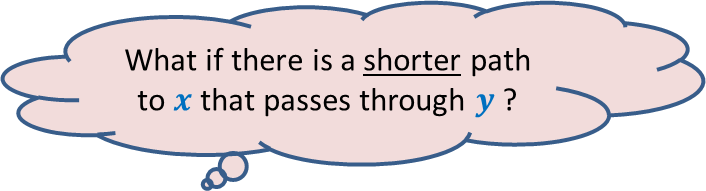 What if there is a shorter path
to x that passes through y ?